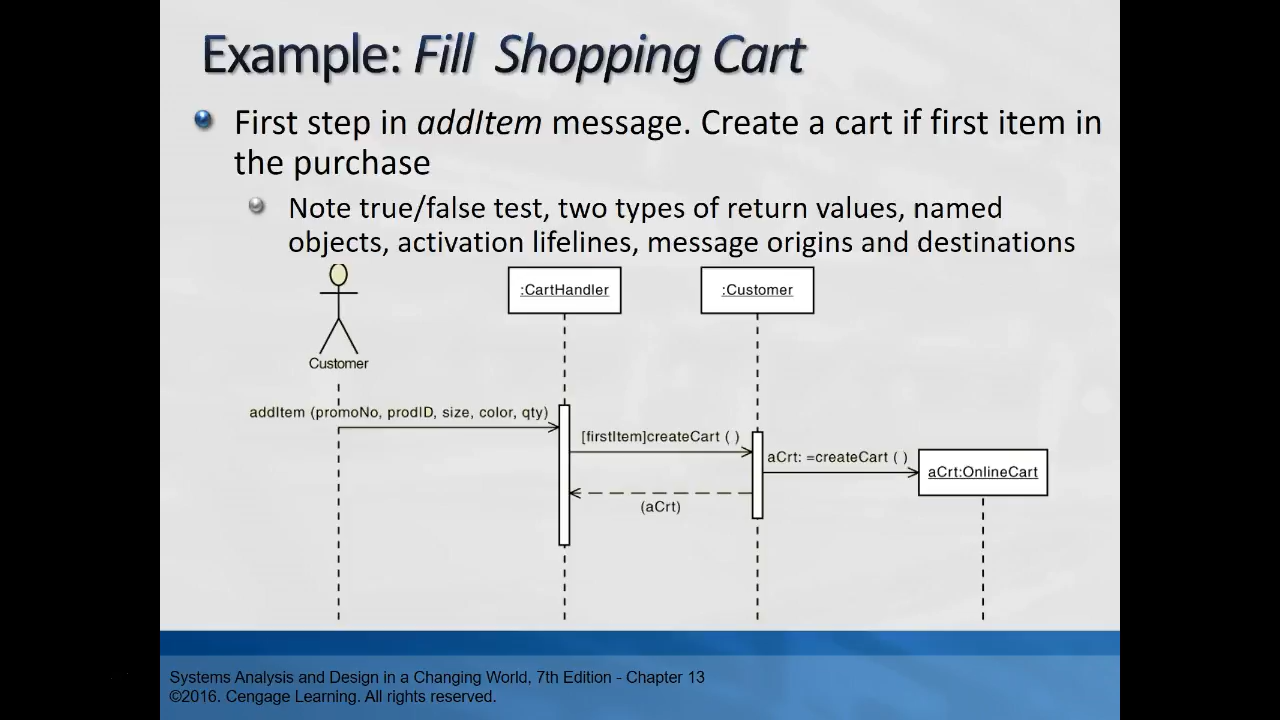 Example: Fill Shopping Cart
First step in addItem message. Create a cart if first item in
the purchase
Note true/false test, two types of return values, named
objects, activation lifelines, message origins and destinations
:CartHandler
:Customer
Customer
addItem (promoNo, prodID, size, color, qty)
[firstItem]createCart ( )
aCrt: =createCart ( )
aCrt:OnlineCart
(aCrt)
Systems Analysis and Design in a Changing World, 7th Edition - Chapter 13
©2016. Cengage Learning. All rights reserved.